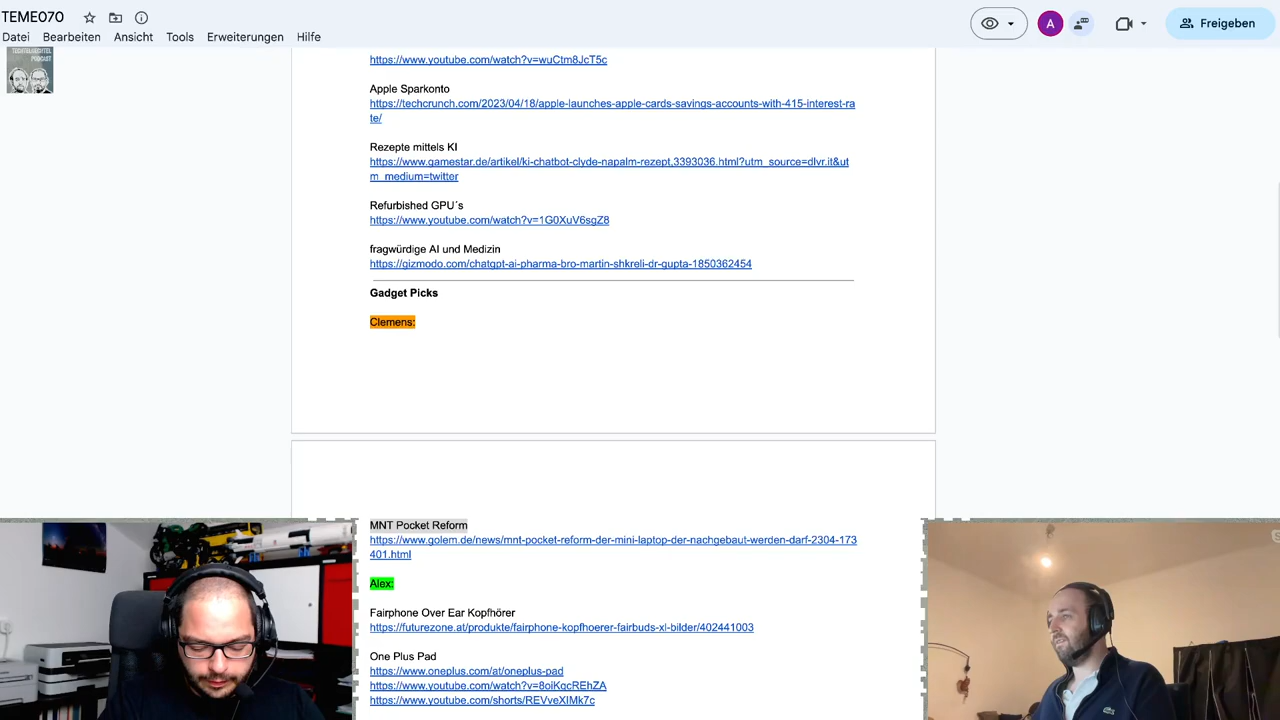 TEME070
Datei Bearbeiten Ansicht Tools Erweiterungen Hilfe
A
Freigeben
PODCAST
https://www.youtube.com/watch?v=wuCtm8JcT5c
Apple Sparkonto
https://techcrunch.com/2023/04/18/apple-launches-apple-cards-savings-accounts-with-415-interest-ra
te/
Rezepte mittels KI
https://www.gamestar.de/artikel/ki-chatbot-clyde-napalm-rezept,3393036.html?utm_source=dlvr.it&ut
m_medium=twitter
Refurbished GPU´s
https://www.youtube.com/watch?v=1G0XuV6sgZ8
fragwürdige AI und Medizin
https://gizmodo.com/chatgpt-ai-pharma-bro-martin-shkreli-dr-gupta-1850362454
Gadget Picks
Clemens:
MNT Pocket Reform
https://www.golem.de/news/mnt-pocket-reform-der-mini-laptop-der-nachgebaut-werden-darf-2304-173
401.html
Alex:
Fairphone Over Ear Kopfhörer
https://futurezone.at/produkte/fairphone-kopfhoerer-fairbuds-xl-bilder/402441003
One Plus Pad
https://www.oneplus.com/at/oneplus-pad
https://www.youtube.com/watch?v=8oiKqcREhZA
https://www.youtube.com/shorts/REVveXIMk7c